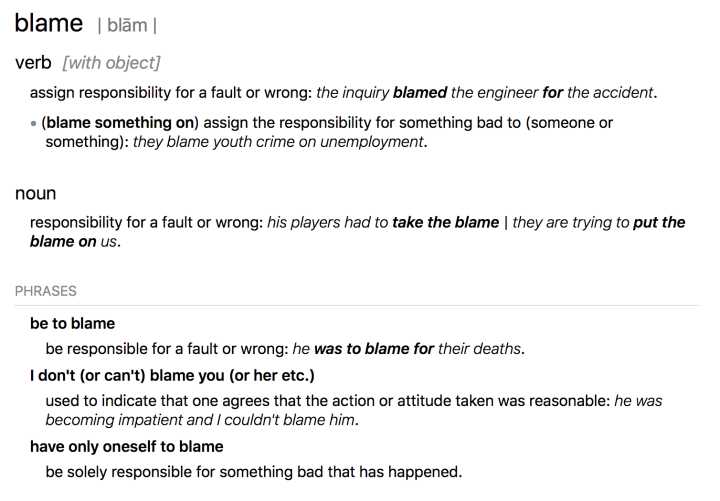 blame | blām |
verb [with object]
assign responsibility for a fault or wrong: the inquiry blamed the engineer for the accident.
• (blame something on) assign the responsibility for something bad to (someone or
something): they blame youth crime on unemployment.
noun
responsibility for a fault or wrong: his players had to take the blame | they are trying to put the
blame on us.
PHRASES
be to blame
be responsible for a fault or wrong: he was to blame for their deaths.
I don't (or can't) blame you (or her etc.)
used to indicate that one agrees that the action or attitude taken was reasonable: he was
becoming impatient and I couldn't blame him.
have only oneself to blame
be solely responsible for something bad that has happened.